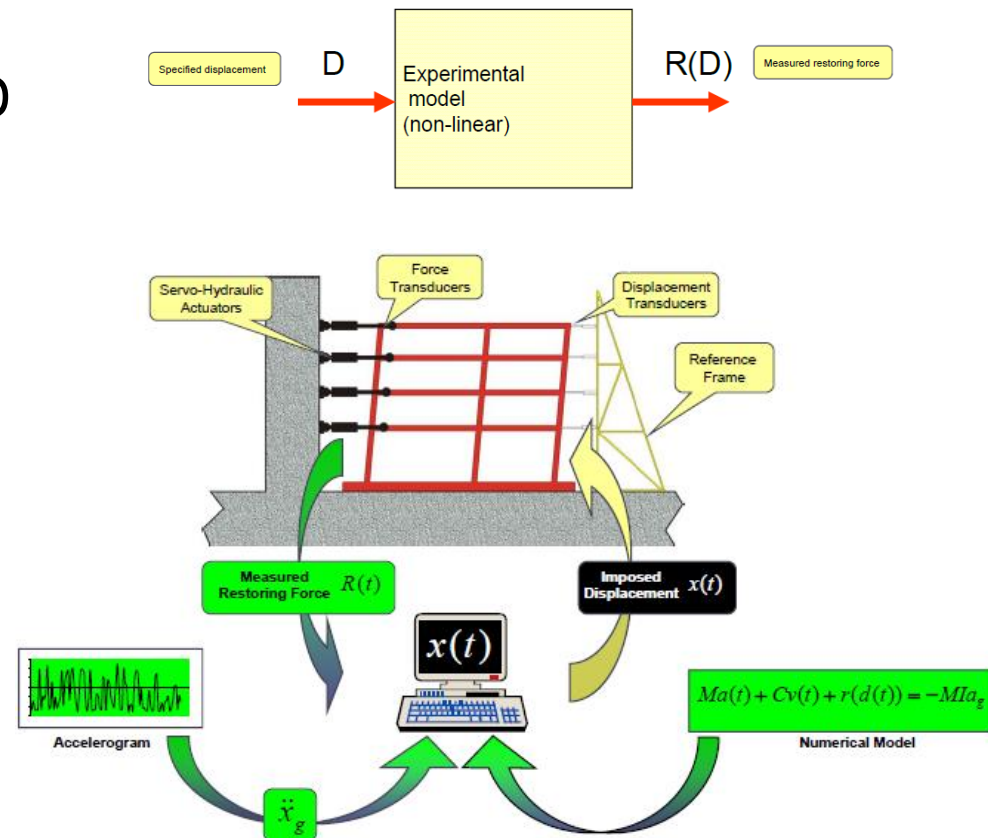 Specified displacement
D
Experimental
model
(non-linear)
R(D)
Measured restoring force
Servo-Hydraulic
Actuators
Force
Transducers
Displacement
Transducers
Reference
Frame
Measured
Restoring Force R(t)
Imposed
Displacement x(t)
x(t)
Accelerogram
ẍ_g
Ma(t) + Cv(t) + r(d(t)) = −MIa_g
Numerical Model